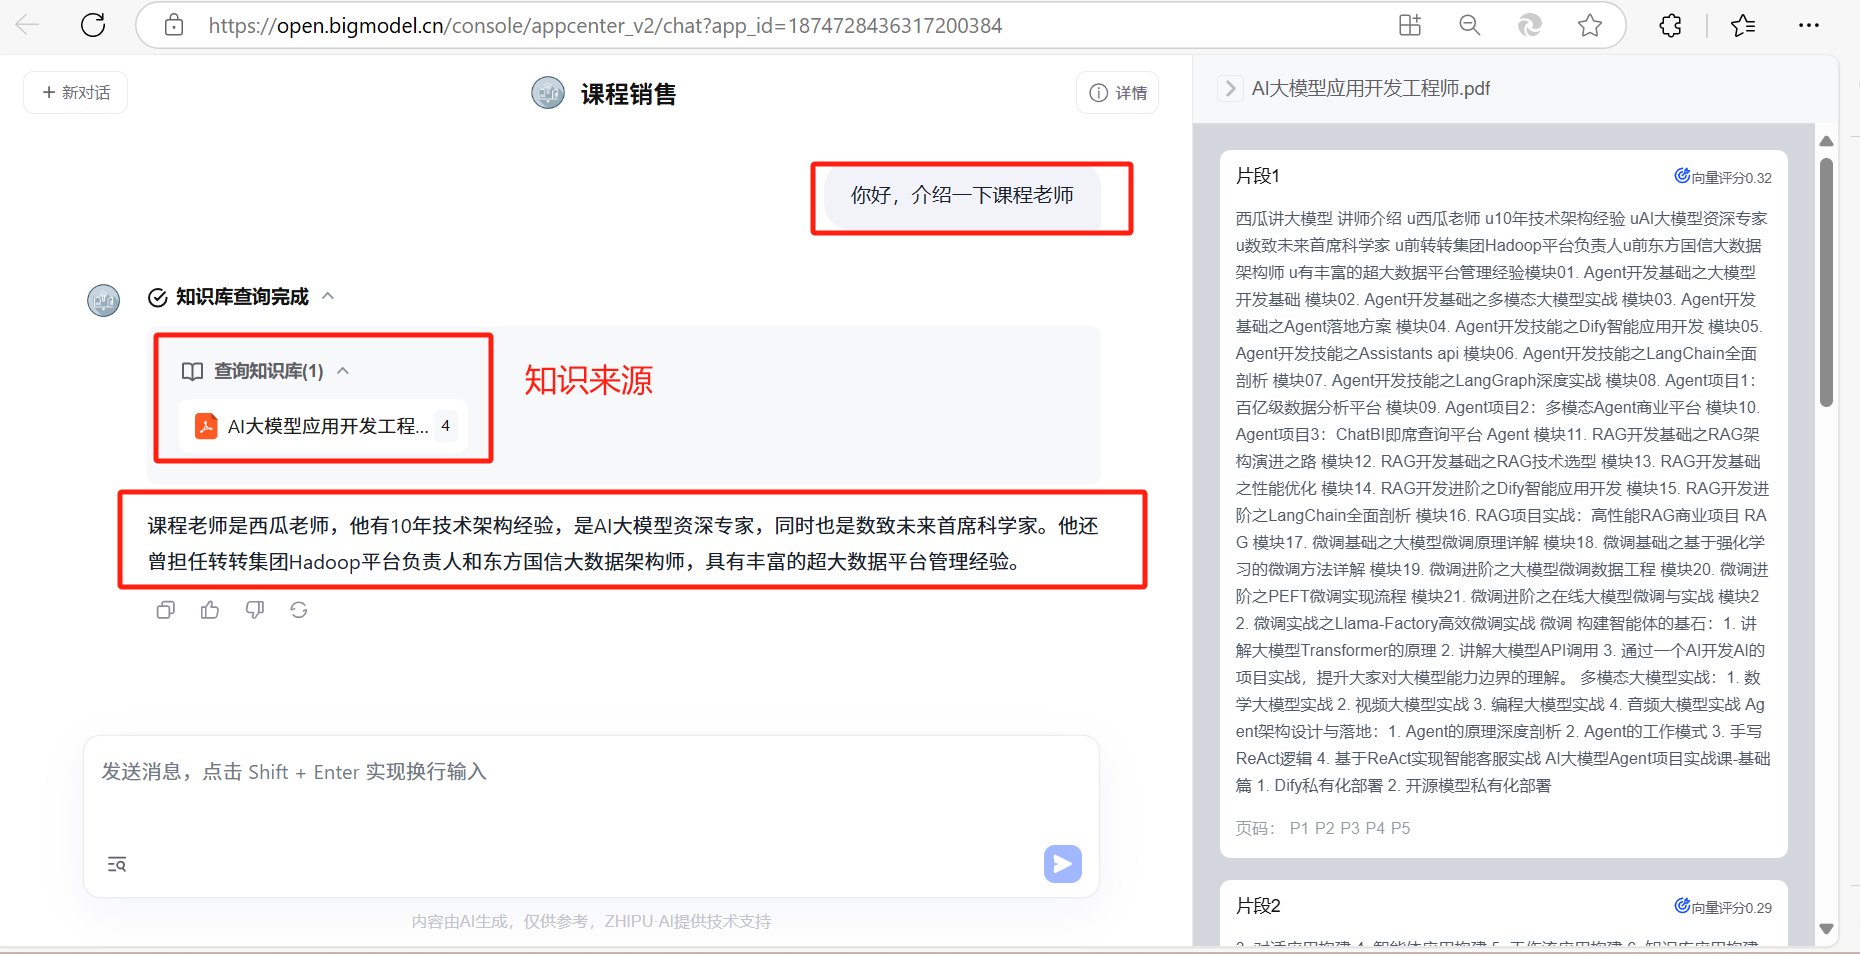 https://open.bigmodel.cn/console/appcenter_v2/chat?app_id=1874728436317200384
+ 新对话
课程销售
详情
你好，介绍一下课程老师
知识库查询完成
查询知识库(1)
AI大模型应用开发工程... 4
知识来源
课程老师是西瓜老师，他有10年技术架构经验，是AI大模型资深专家，同时也是数致未来首席科学家。他还
曾担任转转集团Hadoop平台负责人和东方国信大数据架构师，具有丰富的超大数据平台管理经验。
发送消息，点击 Shift + Enter 实现换行输入
内容由AI生成，仅供参考，ZHIPU·AI提供技术支持
AI大模型应用开发工程师.pdf
片段1
向量评分0.32
西瓜讲大模型 讲师介绍 u西瓜老师 u10年技术架构经验 uAI大模型资深专家
u数致未来首席科学家 u前转转集团Hadoop平台负责人u前东方国信大数据
架构师 u有丰富的超大数据平台管理经验模块01. Agent开发基础之大模型
开发基础 模块02. Agent开发基础之多模态大模型实战 模块03. Agent开发
基础之Agent落地方案 模块04. Agent开发技能之Dify智能应用开发 模块05.
Agent开发技能之Assistants api 模块06. Agent开发技能之LangChain全面
剖析 模块07. Agent开发技能之LangGraph深度实战 模块08. Agent项目1：
百亿级数据分析平台 模块09. Agent项目2：多模态Agent商业平台 模块10.
Agent项目3：ChatBI即席查询平台 Agent 模块11. RAG开发基础之RAG架
构演进之路 模块12. RAG开发基础之RAG技术选型 模块13. RAG开发基础
之性能优化 模块14. RAG开发进阶之Dify智能应用开发 模块15. RAG开发进
阶之LangChain全面剖析 模块16. RAG项目实战：高性能RAG商业项目 RA
G 模块17. 微调基础之大模型微调原理详解 模块18. 微调基础之基于强化学
习的微调方法详解 模块19. 微调进阶之大模型微调数据工程 模块20. 微调进
阶之PEFT微调实现流程 模块21. 微调进阶之在线大模型微调与实战 模块2
2. 微调实战之Llama-Factory高效微调实战 微调 构建智能体的基石：1. 讲
解大模型Transformer的原理 2. 讲解大模型API调用 3. 通过一个AI开发AI的
项目实战，提升大家对大模型能力边界的理解。 多模态大模型实战：1. 数
学大模型实战 2. 视频大模型实战 3. 编程大模型实战 4. 音频大模型实战 Ag
ent架构设计与落地：1. Agent的原理深度剖析 2. Agent的工作模式 3. 手写
ReAct逻辑 4. 基于ReAct实现智能客服实战 AI大模型Agent项目实战课-基础
篇 1. Dify私有化部署 2. 开源模型私有化部署
页码： P1 P2 P3 P4 P5
片段2
向量评分0.29